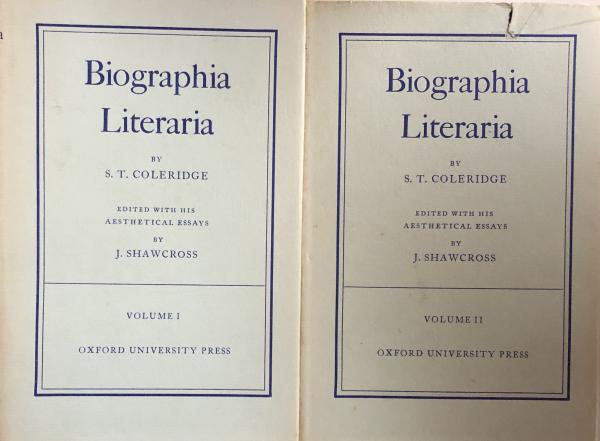 Biographia
Literaria
BY
S. T. COLERIDGE
EDITED WITH HIS
AESTHETICAL ESSAYS
BY
J. SHAWCROSS
VOLUME I
OXFORD UNIVERSITY PRESS
Biographia
Literaria
BY
S. T. COLERIDGE
EDITED WITH HIS
AESTHETICAL ESSAYS
BY
J. SHAWCROSS
VOLUME II
OXFORD UNIVERSITY PRESS